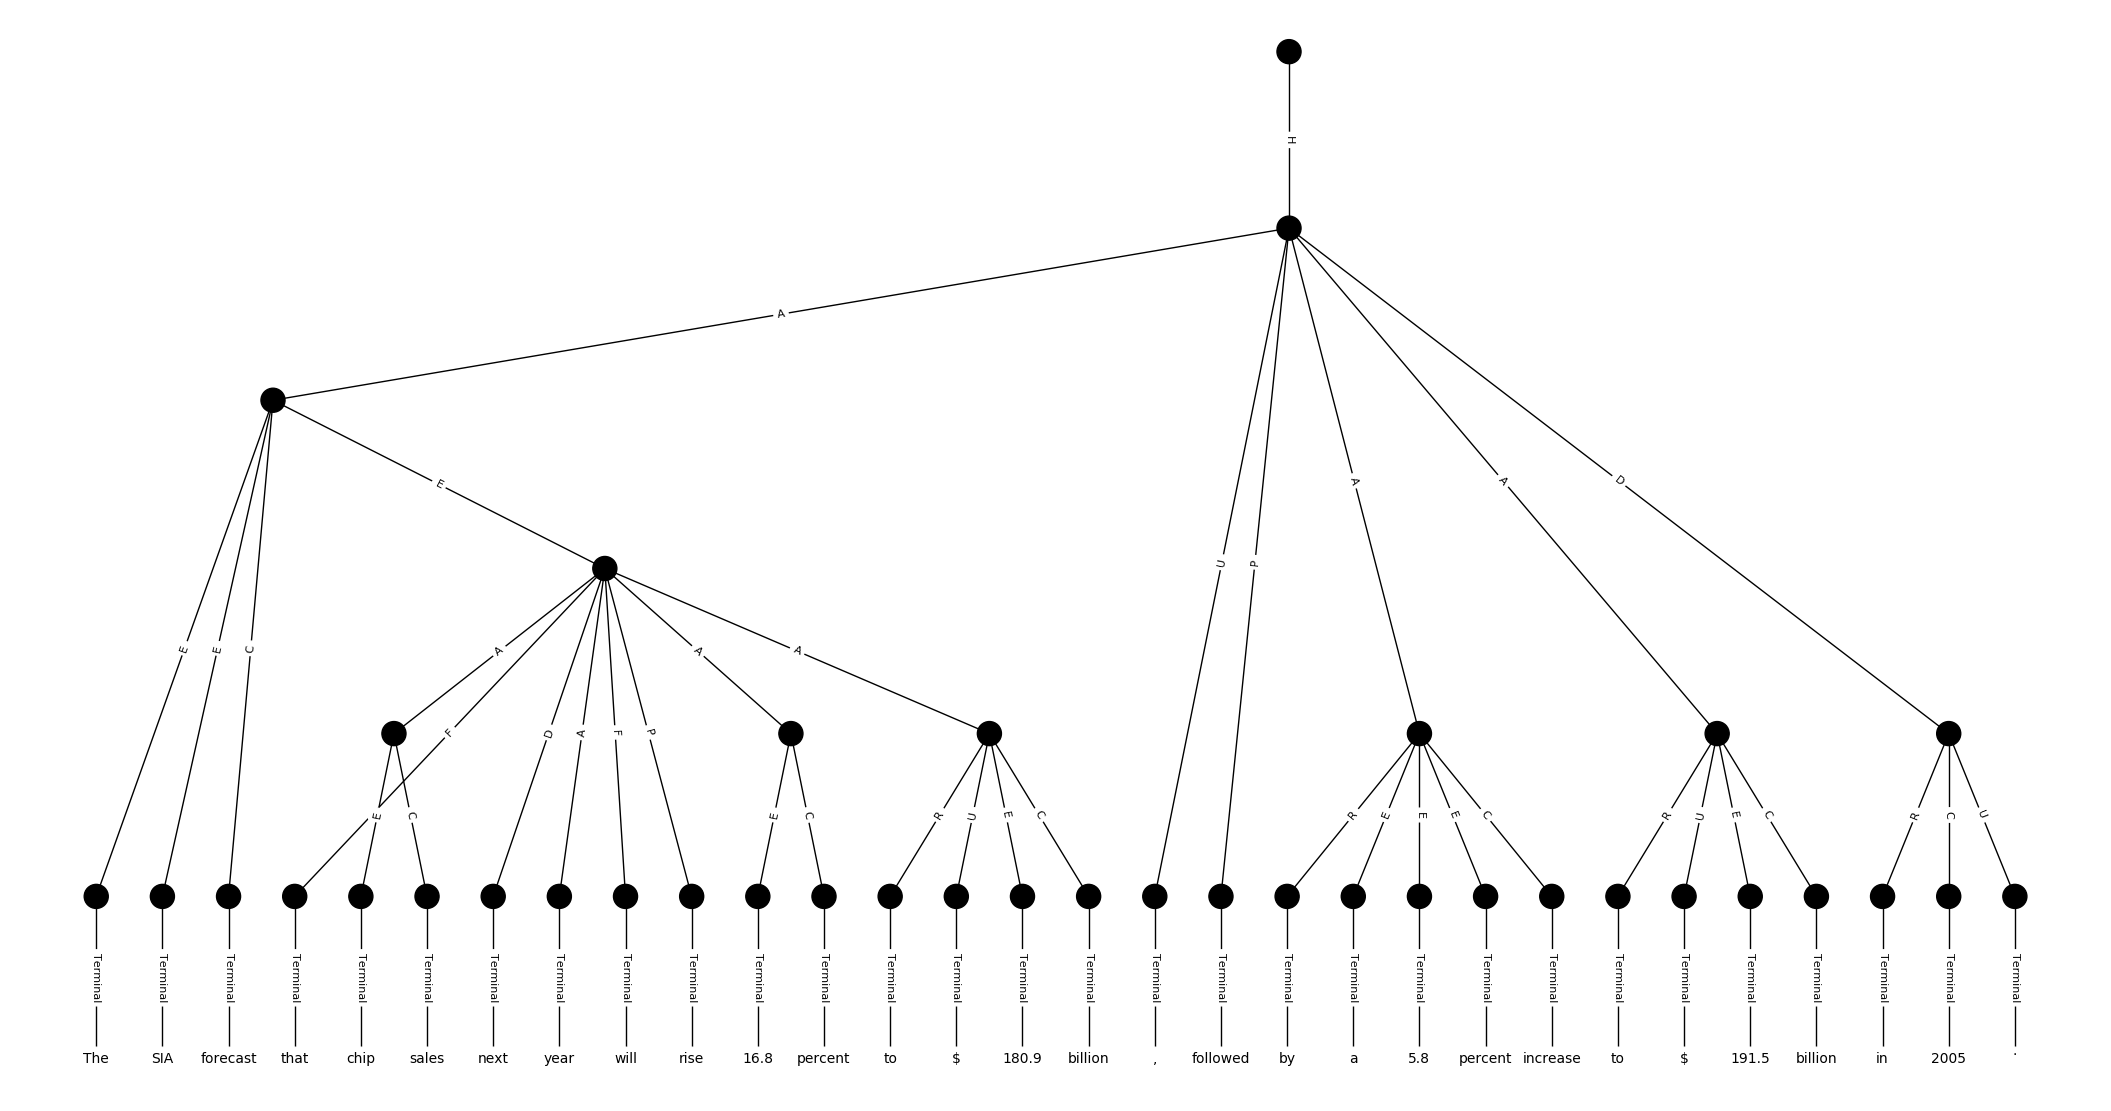 H
A
E
A
A
D
U
P
E
E
C
A
A
A
F
D
A
F
P
E
C
E
C
R
U
E
C
R
E
E
E
C
R
U
E
C
R
C
U
Terminal Terminal Terminal Terminal Terminal Terminal Terminal Terminal Terminal Terminal Terminal Terminal Terminal Terminal Terminal Terminal Terminal Terminal Terminal Terminal Terminal Terminal Terminal Terminal Terminal Terminal Terminal Terminal Terminal Terminal
The SIA forecast that chip sales next year will rise 16.8 percent to $ 180.9 billion , followed by a 5.8 percent increase to $ 191.5 billion in 2005 .